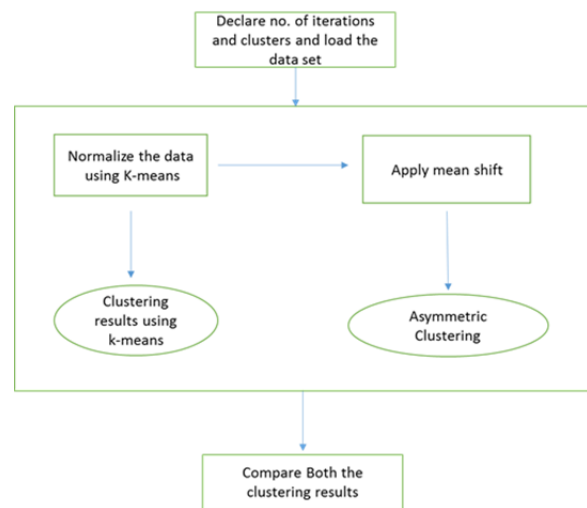 Declare no. of iterations
and clusters and load the
data set
Normalize the data
using K-means
Apply mean shift
Clustering
results using
k-means
Asymmetric
Clustering
Compare Both the
clustering results